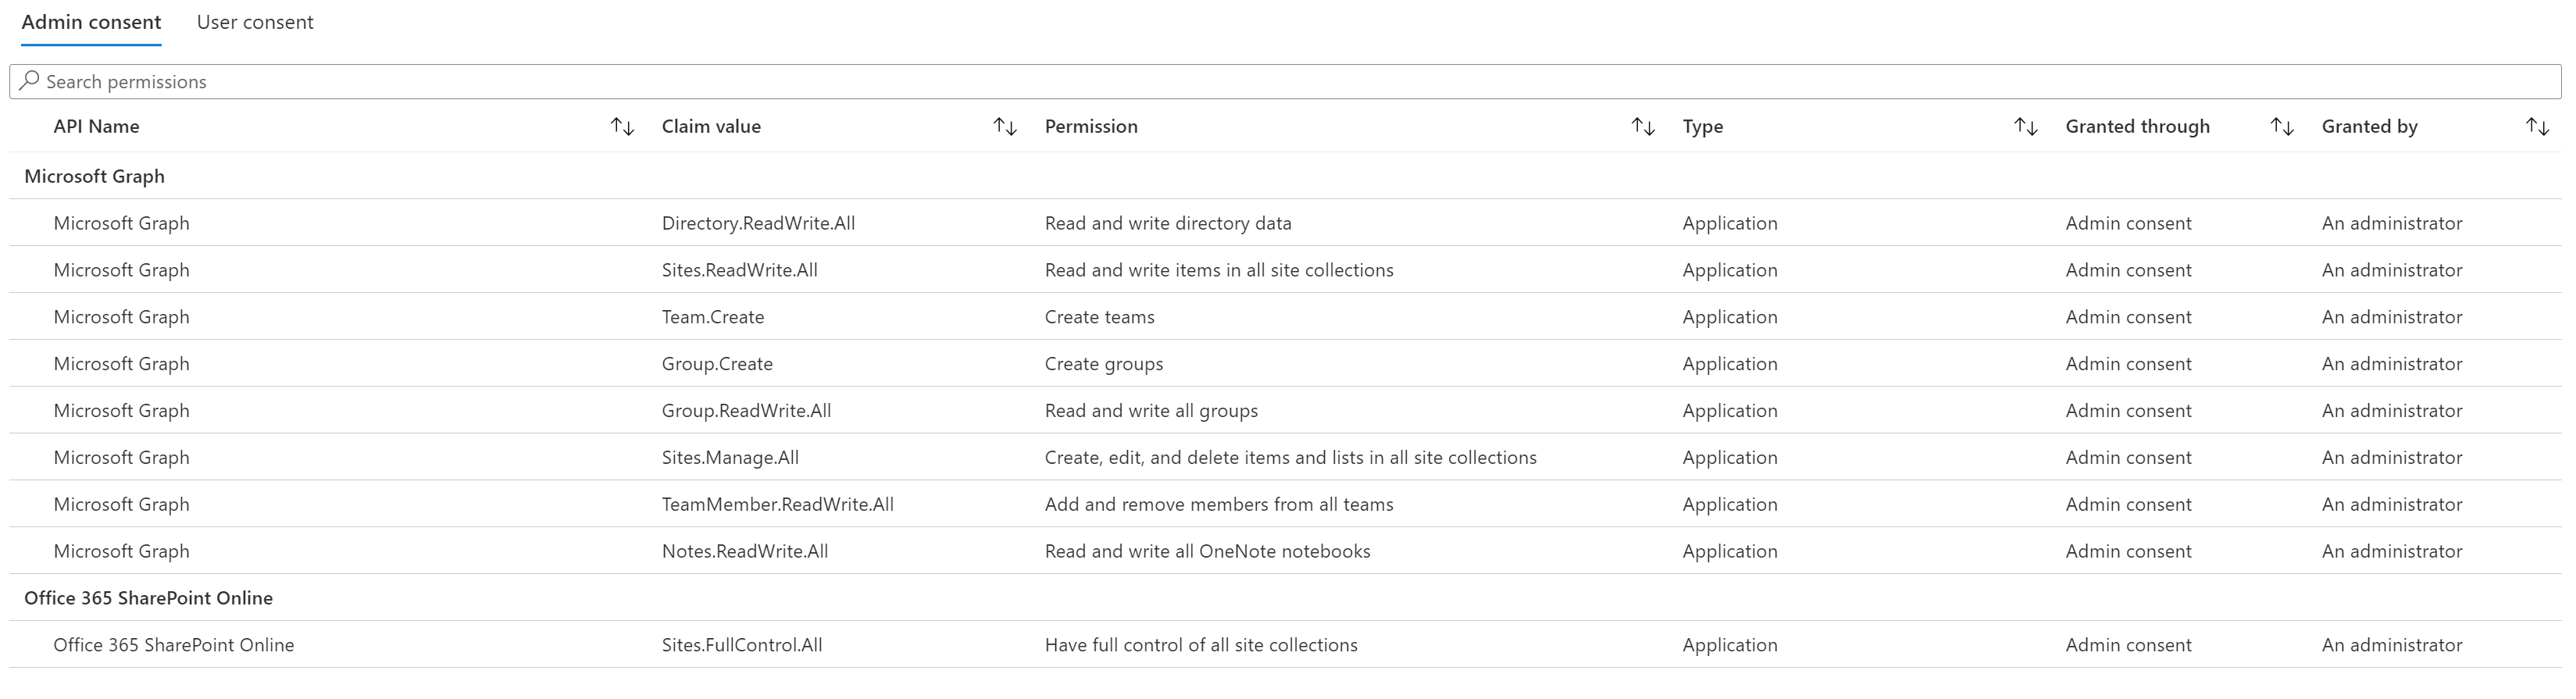 Admin consent User consent
Search permissions
API Name Claim value Permission Type Granted through Granted by
Microsoft Graph
Microsoft Graph Directory.ReadWrite.All Read and write directory data Application Admin consent An administrator
Microsoft Graph Sites.ReadWrite.All Read and write items in all site collections Application Admin consent An administrator
Microsoft Graph Team.Create Create teams Application Admin consent An administrator
Microsoft Graph Group.Create Create groups Application Admin consent An administrator
Microsoft Graph Group.ReadWrite.All Read and write all groups Application Admin consent An administrator
Microsoft Graph Sites.Manage.All Create, edit, and delete items and lists in all site collections Application Admin consent An administrator
Microsoft Graph TeamMember.ReadWrite.All Add and remove members from all teams Application Admin consent An administrator
Microsoft Graph Notes.ReadWrite.All Read and write all OneNote notebooks Application Admin consent An administrator
Office 365 SharePoint Online
Office 365 SharePoint Online Sites.FullControl.All Have full control of all site collections Application Admin consent An administrator